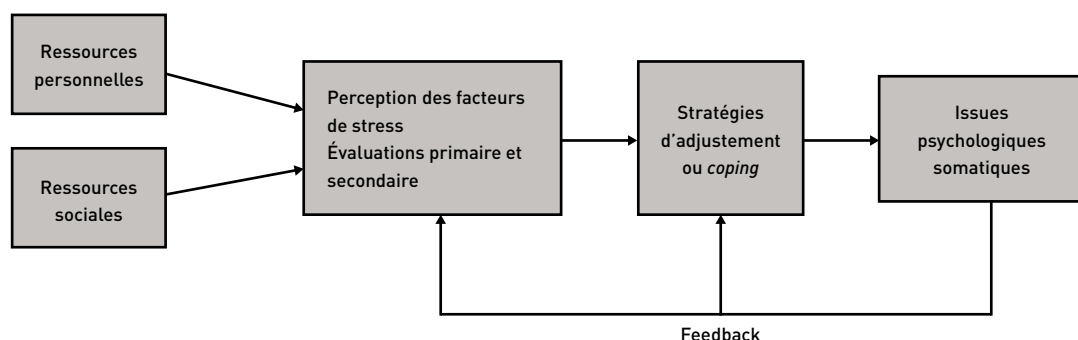 Ressources
personnelles
Ressources
sociales
Perception des facteurs
de stress
Évaluations primaire et
secondaire
Stratégies
d’adjustement
ou coping
Issues
psychologiques
somatiques
Feedback